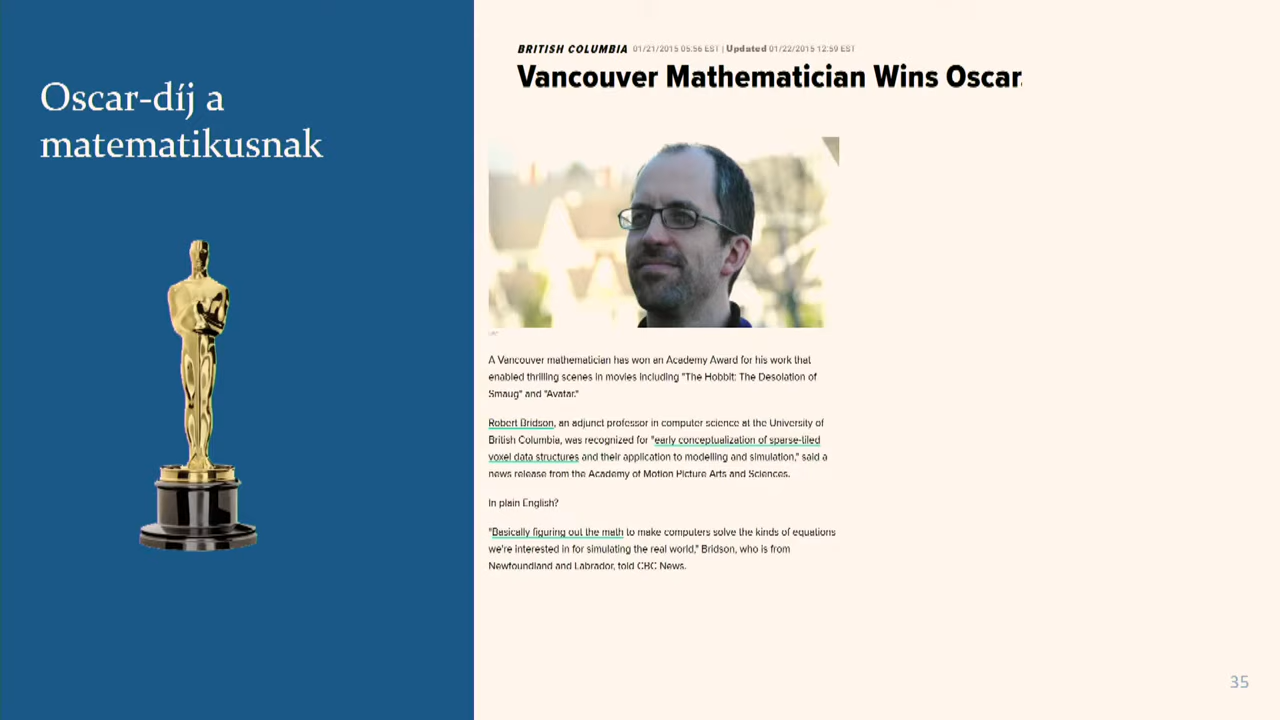 Oscar-díj a
matematikusnak
BRITISH COLUMBIA 01/21/2015 05:56 EST | Updated 01/22/2015 12:59 EST
Vancouver Mathematician Wins Oscar
A Vancouver mathematician has won an Academy Award for his work that
enabled thrilling scenes in movies including "The Hobbit: The Desolation of
Smaug" and "Avatar."
Robert Bridson, an adjunct professor in computer science at the University of
British Columbia, was recognized for "early conceptualization of sparse-tiled
voxel data structures and their application to modelling and simulation," said a
news release from the Academy of Motion Picture Arts and Sciences.
In plain English?
"Basically figuring out the math to make computers solve the kinds of equations
we're interested in for simulating the real world," Bridson, who is from
Newfoundland and Labrador, told CBC News.
35